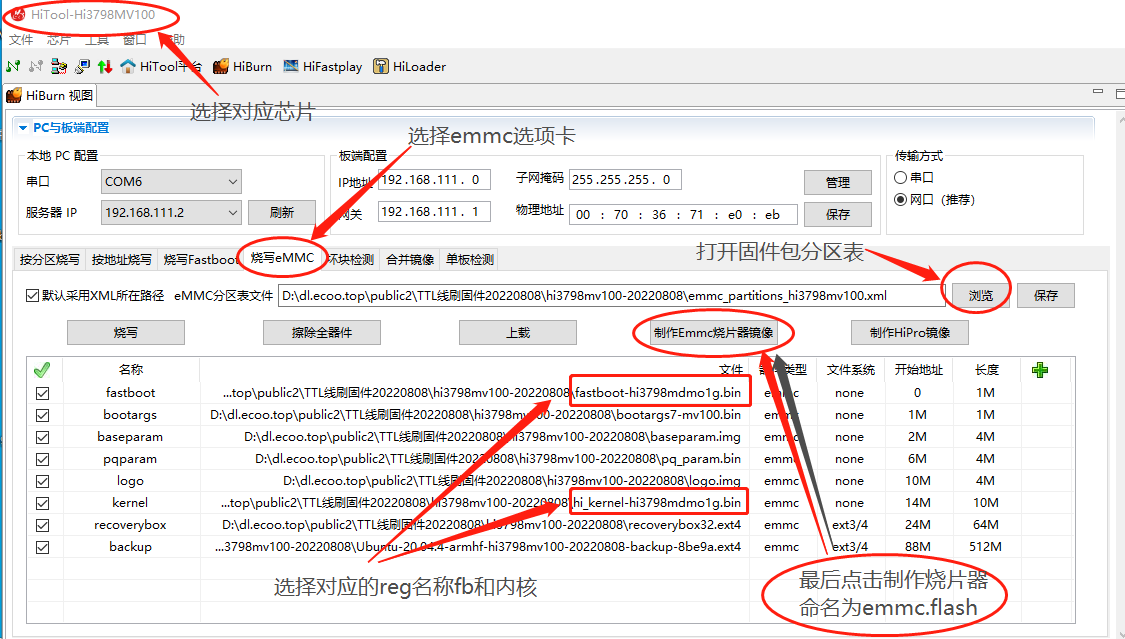 HiTool-Hi3798MV100
文件 芯片 工具 窗口 帮助
HiTool平台 HiBurn HiFastplay HiLoader
HiBurn 视图
选择对应芯片
PC与板端配置
选择emmc选项卡
本地 PC 配置 板端配置 传输方式
串口 COM6 IP地址 192.168.111. 0 子网掩码 255.255.255. 0 管理 串口
服务器 IP 192.168.111.2 刷新 网关 192.168.111. 1 物理地址 00 : 70 : 36 : 71 : e0 : eb 保存 网口 (推荐)
打开固件包分区表
按分区烧写 按地址烧写 烧写Fastboot 烧写eMMC 坏块检测 合并镜像 单板检测
默认采用XML所在路径 eMMC分区表文件 D:\dl.ecoo.top\public2\TTL线刷固件20220808\hi3798mv100-20220808\emmc_partitions_hi3798mv100.xml 浏览 保存
烧写 擦除全器件 上载 制作Emmc烧片器镜像 制作HiPro镜像
名称 文件 器件类型 文件系统 开始地址 长度
fastboot ...top\public2\TTL线刷固件20220808\hi3798mv100-20220808\fastboot-hi3798mdmo1g.bin emmc none 0 1M
bootargs D:\dl.ecoo.top\public2\TTL线刷固件20220808\hi3798mv100-20220808\bootargs7-mv100.bin emmc none 1M 1M
baseparam D:\dl.ecoo.top\public2\TTL线刷固件20220808\hi3798mv100-20220808\baseparam.img emmc none 2M 4M
pqparam D:\dl.ecoo.top\public2\TTL线刷固件20220808\hi3798mv100-20220808\pq_param.bin emmc none 6M 4M
logo D:\dl.ecoo.top\public2\TTL线刷固件20220808\hi3798mv100-20220808\logo.img emmc none 10M 4M
kernel ...top\public2\TTL线刷固件20220808\hi3798mv100-20220808\hi_kernel-hi3798mdmo1g.bin emmc none 14M 10M
recoverybox D:\dl.ecoo.top\public2\TTL线刷固件20220808\hi3798mv100-20220808\recoverybox32.ext4 emmc ext3/4 24M 64M
backup ...3798mv100-20220808\Ubuntu-20.04.4-armhf-hi3798mv100-20220808-backup-8be9a.ext4 emmc ext3/4 88M 512M
选择对应的reg名称fb和内核
最后点击制作烧片器
命名为emmc.flash